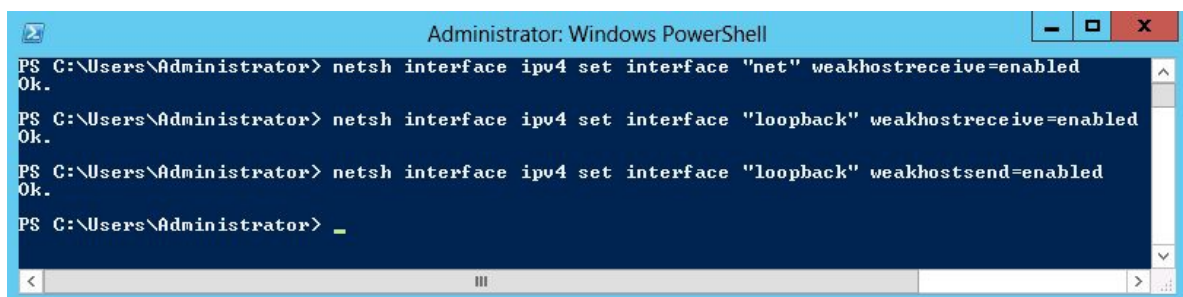 Administrator: Windows PowerShell
PS C:\Users\Administrator> netsh interface ipv4 set interface "net" weakhostreceive=enabled
Ok.
PS C:\Users\Administrator> netsh interface ipv4 set interface "loopback" weakhostreceive=enabled
Ok.
PS C:\Users\Administrator> netsh interface ipv4 set interface "loopback" weakhostsend=enabled
Ok.
PS C:\Users\Administrator>